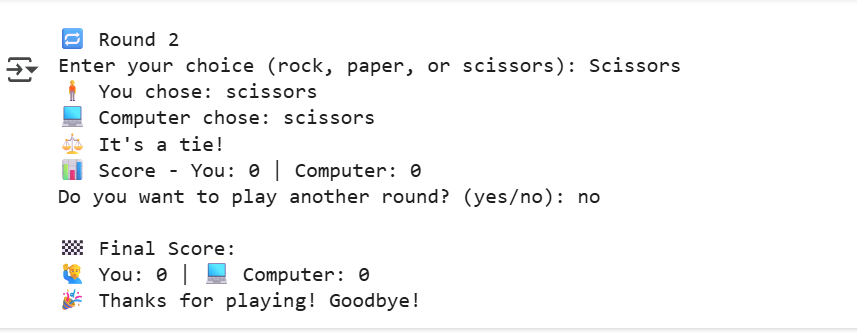 🔁 Round 2
Enter your choice (rock, paper, or scissors): Scissors
🧍 You chose: scissors
💻 Computer chose: scissors
⚖️ It's a tie!
📊 Score - You: 0 | Computer: 0
Do you want to play another round? (yes/no): no
🏁 Final Score:
🙋‍♂️ You: 0 | 💻 Computer: 0
🎉 Thanks for playing! Goodbye!